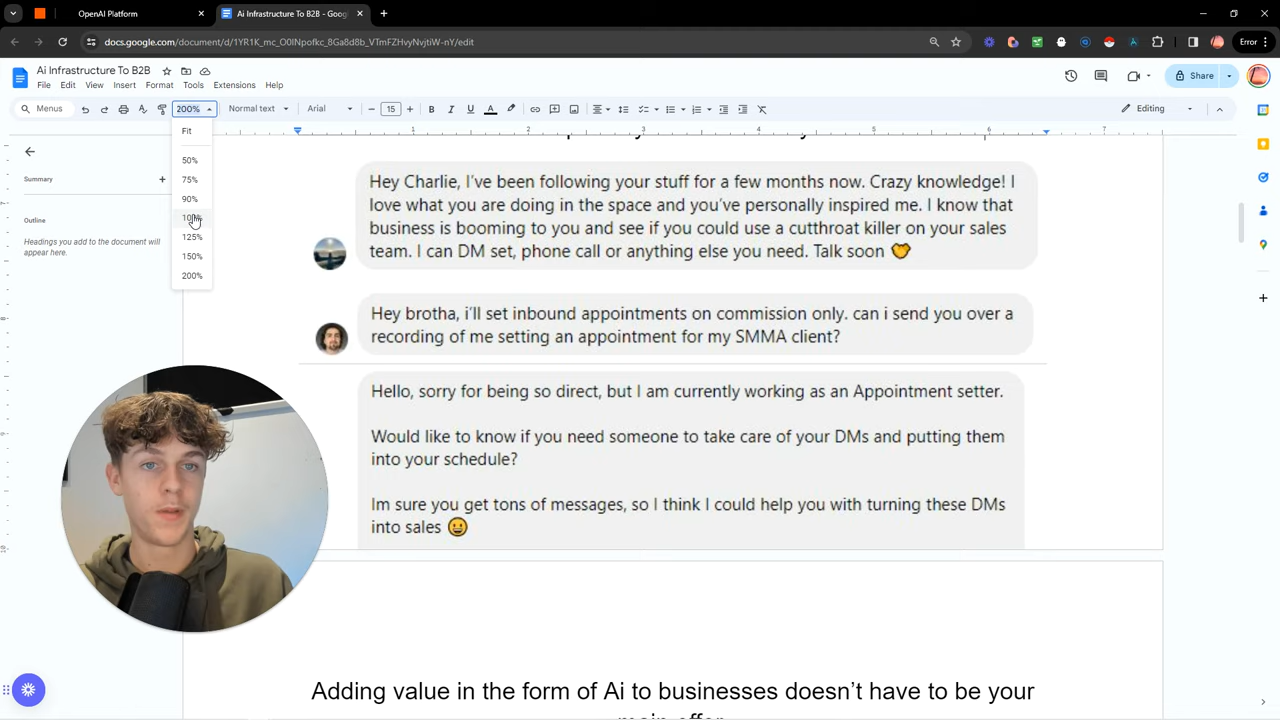 OpenAI Platform
Ai Infrastructure To B2B - Goog
docs.google.com/document/d/1YR1K_mc_O0INpofkc_8Ga8d8b_VTmFZHvyNvjtiW-nY/edit
Error
Ai Infrastructure To B2B
File Edit View Insert Format Tools Extensions Help
Share
Menus
200%
Normal text
Arial
15
Editing
1 2 3 4 5 6 7
Fit
50%
75%
90%
100%
125%
150%
200%
Summary
Outline
Headings you add to the document will
appear here.
Hey Charlie, I've been following your stuff for a few months now. Crazy knowledge! I
love what you are doing in the space and you've personally inspired me. I know that
business is booming to you and see if you could use a cutthroat killer on your sales
team. I can DM set, phone call or anything else you need. Talk soon
Hey brotha, i'll set inbound appointments on commission only. can i send you over a
recording of me setting an appointment for my SMMA client?
Hello, sorry for being so direct, but I am currently working as an Appointment setter.
Would like to know if you need someone to take care of your DMs and putting them
into your schedule?
Im sure you get tons of messages, so I think I could help you with turning these DMs
into sales
Adding value in the form of Ai to businesses doesn't have to be your
main offer